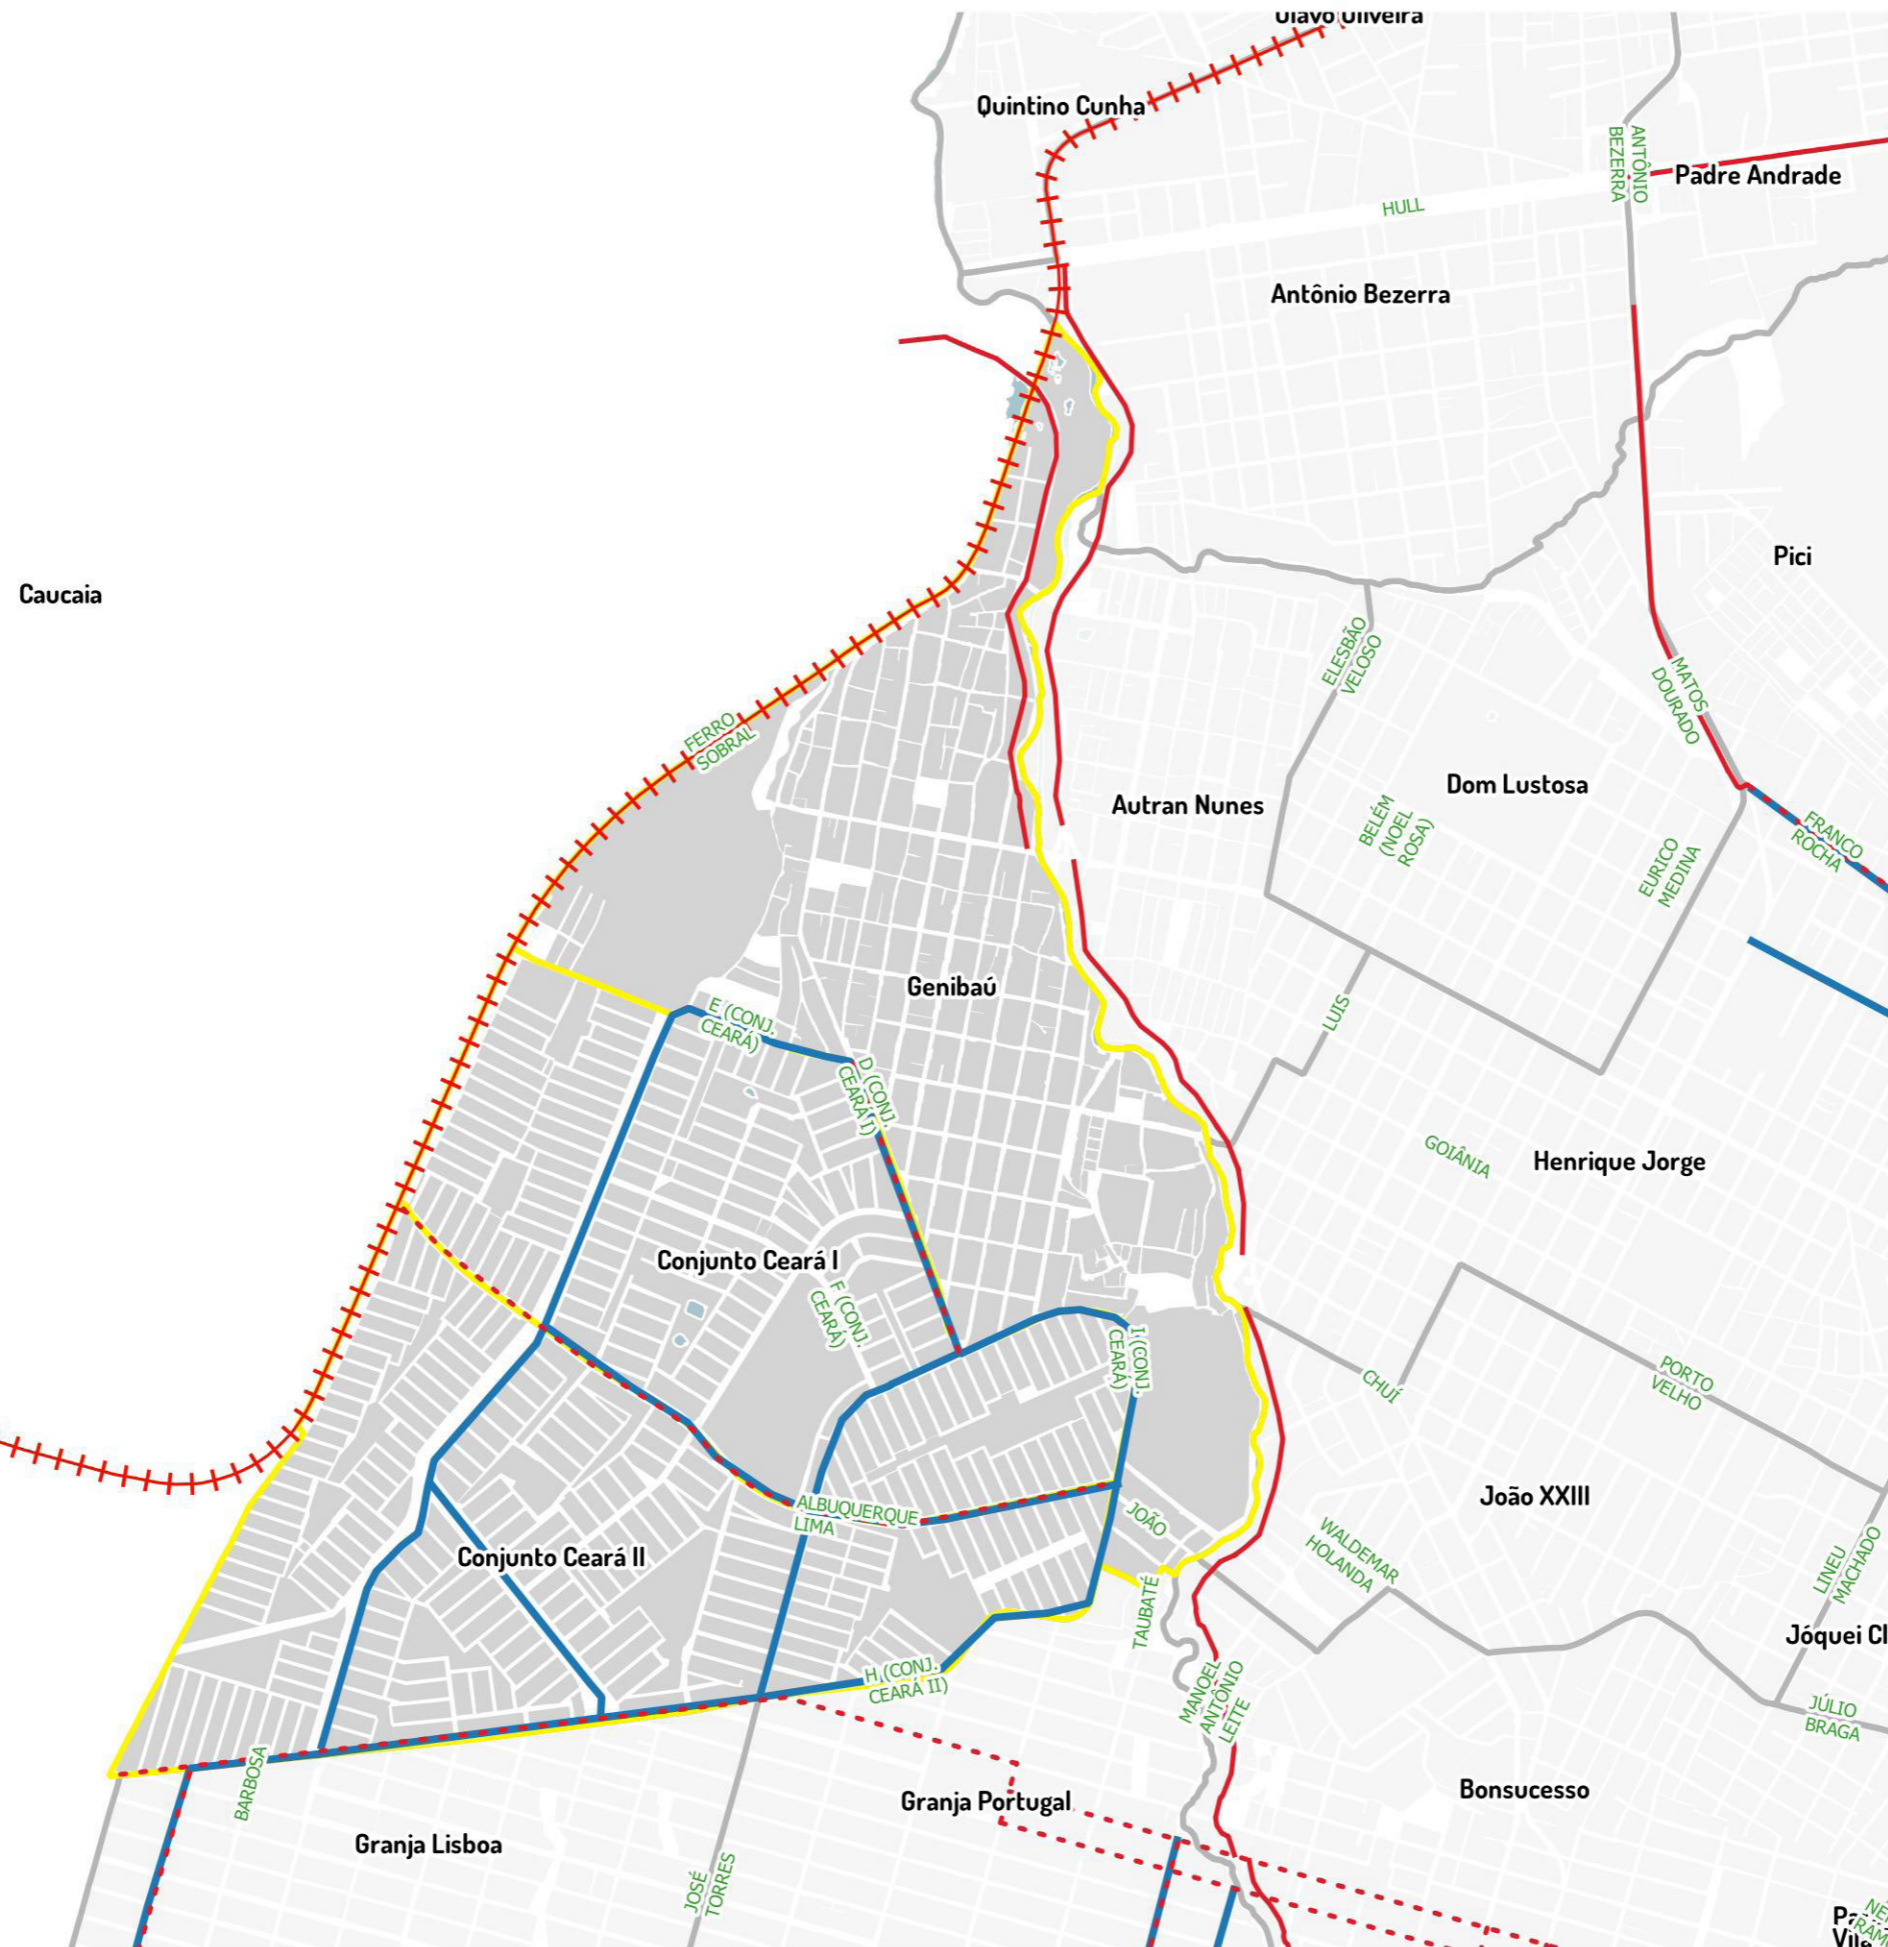 Olavo Oliveira
Quintino Cunha
ANTÔNIO
BEZERRA
Padre Andrade
HULL
Antônio Bezerra
Pici
Caucaia
ELESBÃO
VELOSO
MATOS
DOURADO
FERRO
SOBRAL
Dom Lustosa
Autran Nunes
BELÉM
(NOEL
ROSA)
FRANCO
ROCHA
EURICO
MEDINA
Genibaú
E (CONJ.
CEARÁ)
LUIS
D (CONJ.
CEARÁ I)
GOIÂNIA
Henrique Jorge
Conjunto Ceará I
F (CONJ.
CEARÁ)
I (CONJ.
CEARÁ)
CHUÍ
PORTO
VELHO
João XXIII
ALBUQUERQUE
LIMA
JOÃO
WALDEMAR
HOLANDA
Conjunto Ceará II
LINEU
MACHADO
TAUBATÉ
Jóquei Cl
H (CONJ.
CEARÁ II)
MANOEL
ANTÔNIO
LEITE
JÚLIO
BRAGA
BARBOSA
Bonsucesso
Granja Portugal
Granja Lisboa
JOSÉ
TORRES